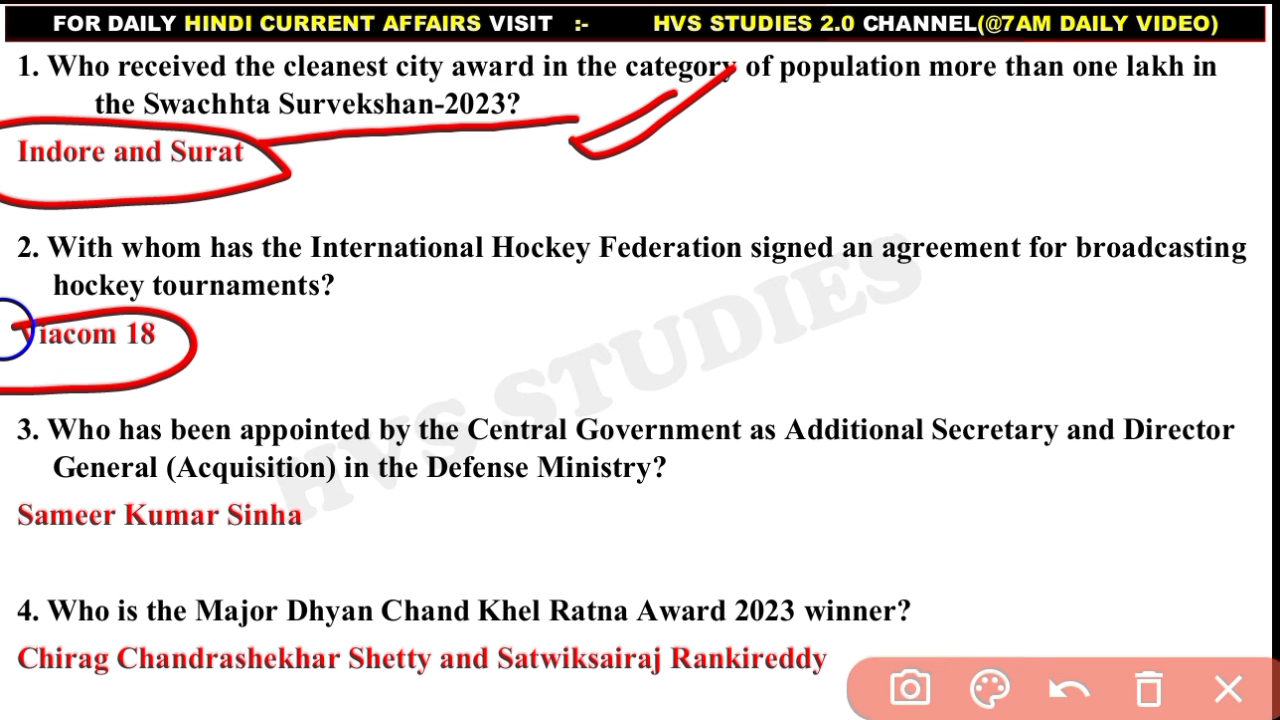 FOR DAILY HINDI CURRENT AFFAIRS VISIT :- HVS STUDIES 2.0 CHANNEL(@7AM DAILY VIDEO)
1. Who received the cleanest city award in the category of population more than one lakh in
the Swachhta Survekshan-2023?
Indore and Surat
2. With whom has the International Hockey Federation signed an agreement for broadcasting
hockey tournaments?
Viacom 18
HVS STUDIES
3. Who has been appointed by the Central Government as Additional Secretary and Director
General (Acquisition) in the Defense Ministry?
Sameer Kumar Sinha
4. Who is the Major Dhyan Chand Khel Ratna Award 2023 winner?
Chirag Chandrashekhar Shetty and Satwiksairaj Rankireddy